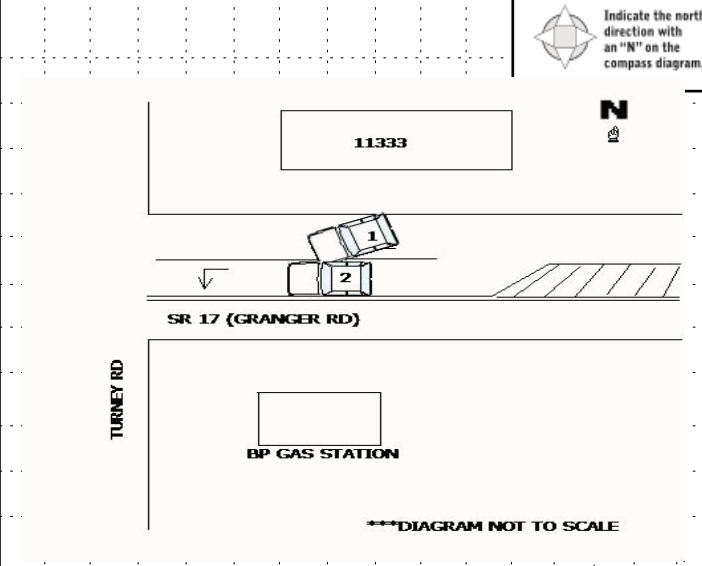 Indicate the north
direction with
an "N" on the
compass diagram.
N
11333
1
2
SR 17 (GRANGER RD)
TURNEY RD
BP GAS STATION
***DIAGRAM NOT TO SCALE